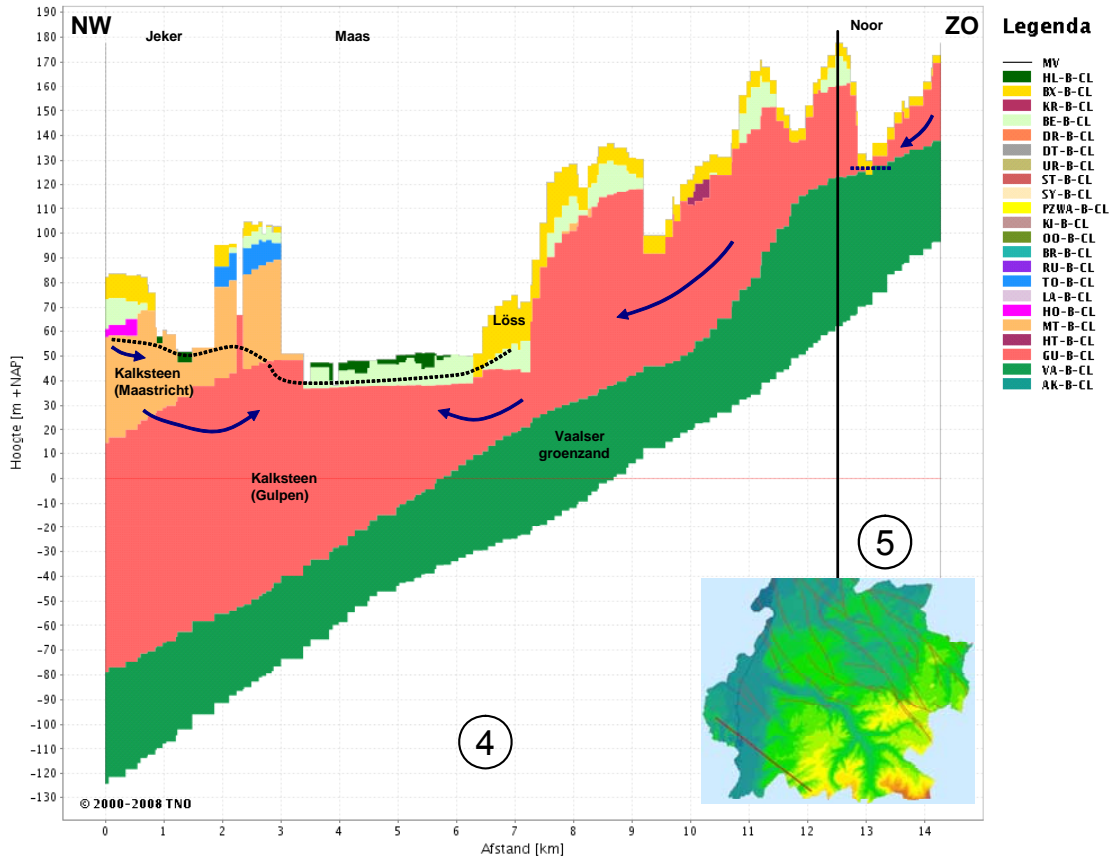 NW
Jeker
Maas
Noor
ZO
Legenda
MV
HL-B-CL
BX-B-CL
KR-B-CL
BE-B-CL
DR-B-CL
DT-B-CL
UR-B-CL
ST-B-CL
SY-B-CL
PZWA-B-CL
KI-B-CL
OO-B-CL
BR-B-CL
RU-B-CL
TO-B-CL
LA-B-CL
HO-B-CL
MT-B-CL
HT-B-CL
GU-B-CL
VA-B-CL
AK-B-CL
Hoogte [m +NAP]
190
180
170
160
150
140
130
120
110
100
90
80
70
60
50
40
30
20
10
0
-10
-20
-30
-40
-50
-60
-70
-80
-90
-100
-110
-120
-130
Löss
Kalksteen
(Maastricht)
Vaalser
groenzand
Kalksteen
(Gulpen)
5
4
© 2000-2008 TNO
0 1 2 3 4 5 6 7 8 9 10 11 12 13 14
Afstand [km]